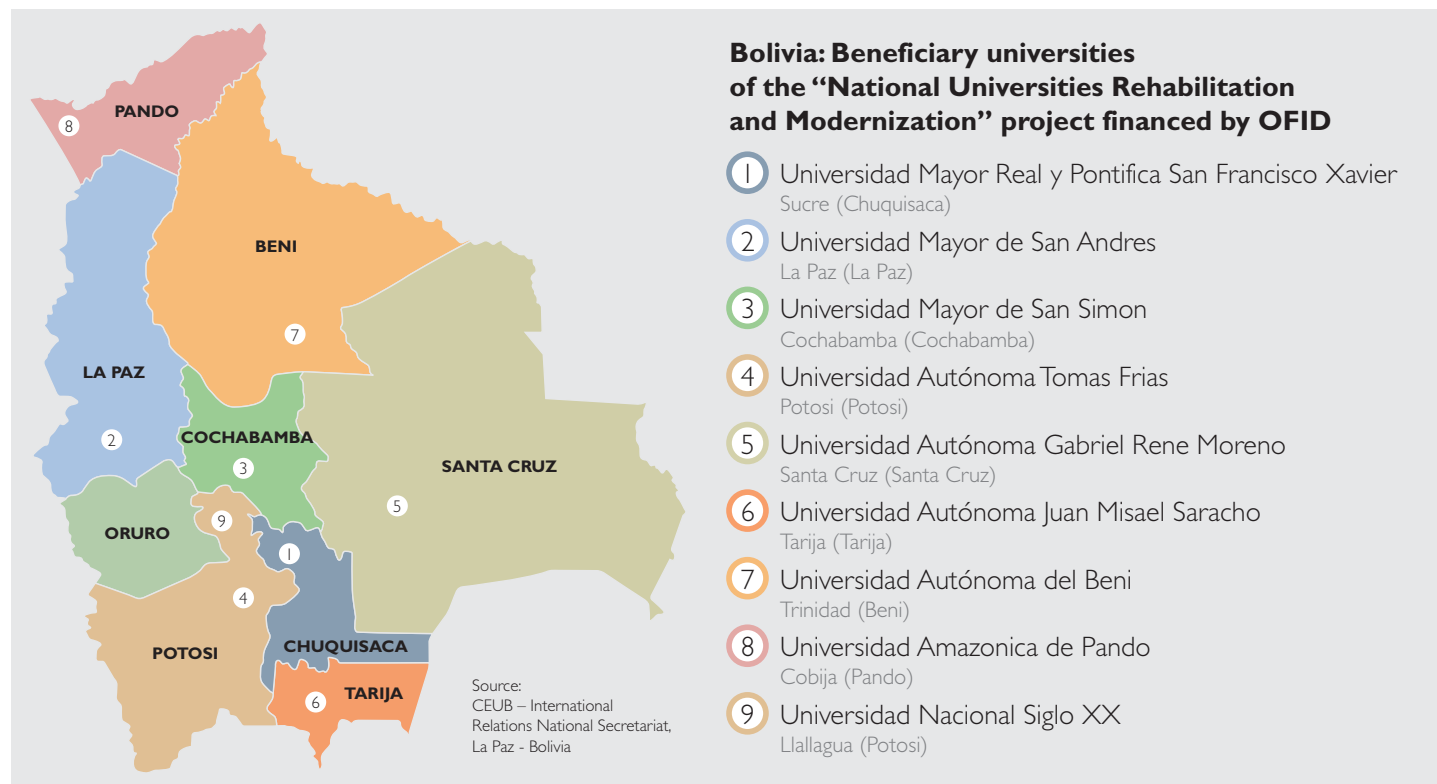 PANDO
8
BENI
7
LA PAZ
2
COCHABAMBA
3
SANTA CRUZ
5
ORURO
9
1
4
POTOSI
CHUQUISACA
TARIJA
6
Source:
CEUB – International
Relations National Secretariat,
La Paz - Bolivia
Bolivia: Beneficiary universities
of the “National Universities Rehabilitation
and Modernization” project financed by OFID
1 Universidad Mayor Real y Pontifica San Francisco Xavier
Sucre (Chuquisaca)
2 Universidad Mayor de San Andres
La Paz (La Paz)
3 Universidad Mayor de San Simon
Cochabamba (Cochabamba)
4 Universidad Autónoma Tomas Frias
Potosi (Potosi)
5 Universidad Autónoma Gabriel Rene Moreno
Santa Cruz (Santa Cruz)
6 Universidad Autónoma Juan Misael Saracho
Tarija (Tarija)
7 Universidad Autónoma del Beni
Trinidad (Beni)
8 Universidad Amazonica de Pando
Cobija (Pando)
9 Universidad Nacional Siglo XX
Llallagua (Potosi)